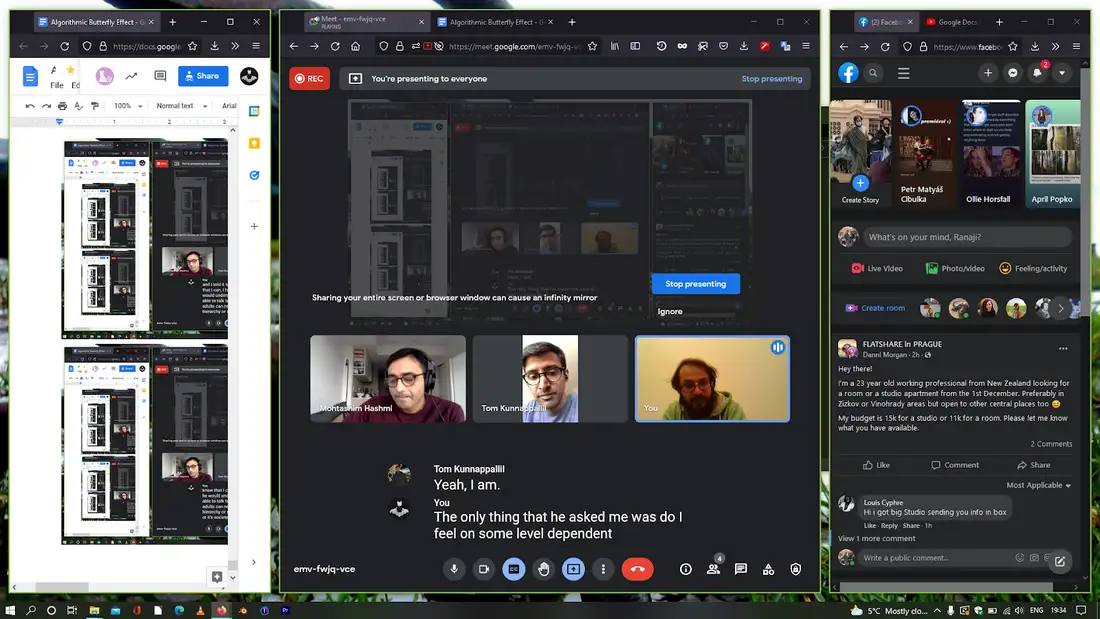 Algorithmic Butterfly Effect - G
https://docs.google
Share
File
Ed
100%
Normal text
Arial
Meet - emv-fwjq-vce
PLAYING
Algorithmic Butterfly Effect - G
https://meet.google.com/emv-fwjq-v
REC
You're presenting to everyone
Stop presenting
Sharing your entire screen or browser window can cause an infinity mirror
Stop presenting
Ignore
Mohtashim Hashmi
Tom Kunnappallil
You
Tom Kunnappallil
Yeah, I am.
You
The only thing that he asked me was do I
feel on some level dependent
emv-fwjq-vce
4
(2) Facebook
YouTube
Google Docs
https://www.facebo
2
Create Story
Petr Matyáš
Cibulka
Ollie Horsfall
April Popko
What's on your mind, Ranaji?
Live Video
Photo/video
Feeling/activity
Create room
FLATSHARE in PRAGUE
Dannl Morgan · 2h ·
Hey there!
I'm a 23 year old working professional from New Zealand looking for
a room or a studio apartment from the 1st December. Preferably in
Zizkov or Vinohrady areas but open to other central places too
My budget is 15k for a studio or 11k for a room. Please let me know
what you have available.
2 Comments
Like
Comment
Share
Most Applicable
Louis Cyphre
Hi i got big Studio sending you info in box
Like · Reply · Share · 1h
View 1 more comment
Write a public comment...
5°C Mostly clo...
ENG
19:34